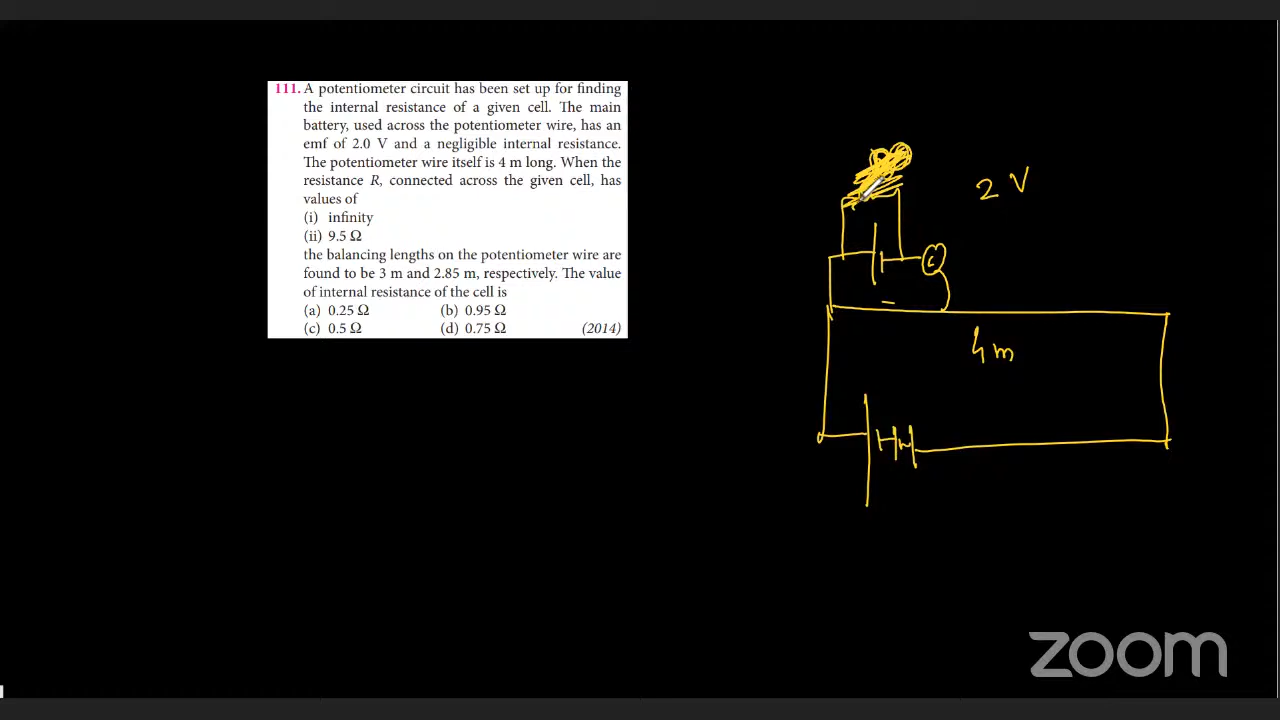 111. A potentiometer circuit has been set up for finding
the internal resistance of a given cell. The main
battery, used across the potentiometer wire, has an
emf of 2.0 V and a negligible internal resistance.
The potentiometer wire itself is 4 m long. When the
resistance R, connected across the given cell, has
values of
(i) infinity
(ii) 9.5 Ω
the balancing lengths on the potentiometer wire are
found to be 3 m and 2.85 m, respectively. The value
of internal resistance of the cell is
(a) 0.25 Ω (b) 0.95 Ω
(c) 0.5 Ω (d) 0.75 Ω (2014)
2 V
4 m
zoom